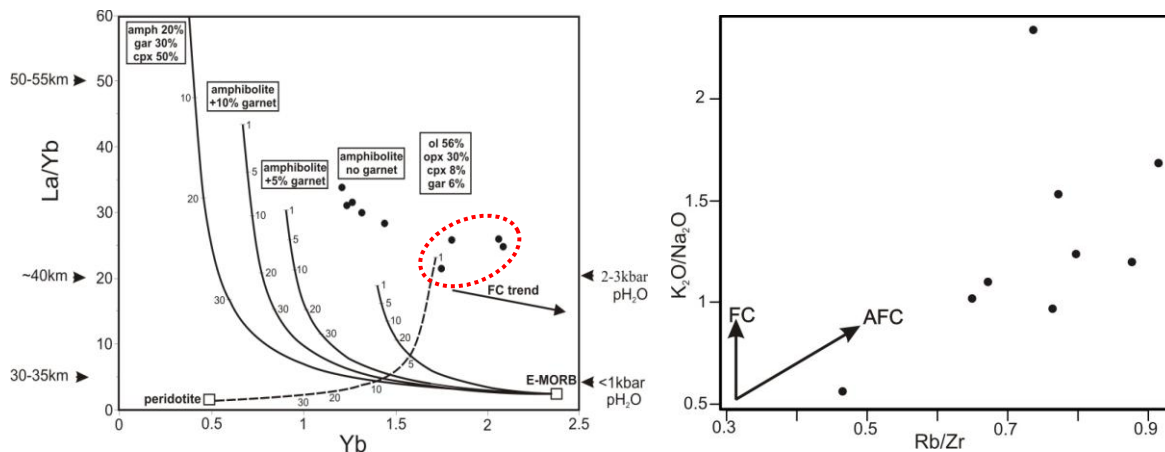 60
50
40
30
20
10
0
La/Yb
50-55km
~40km
30-35km
amph 20%
gar 30%
cpx 50%
amphibolite
+10% garnet
amphibolite
+5% garnet
amphibolite
no garnet
ol 56%
opx 30%
cpx 8%
gar 6%
10
20
30
1
5
10
20
30
1
5
10
20
30
1
5
10
20
1
5
10
20
30
FC trend
E-MORB
peridotite
2-3kbar
pH₂O
<1kbar
pH₂O
0
0.5
1
1.5
2
2.5
Yb
K₂O/Na₂O
2
1.5
1
0.5
FC
AFC
0.3
0.5
0.7
0.9
Rb/Zr